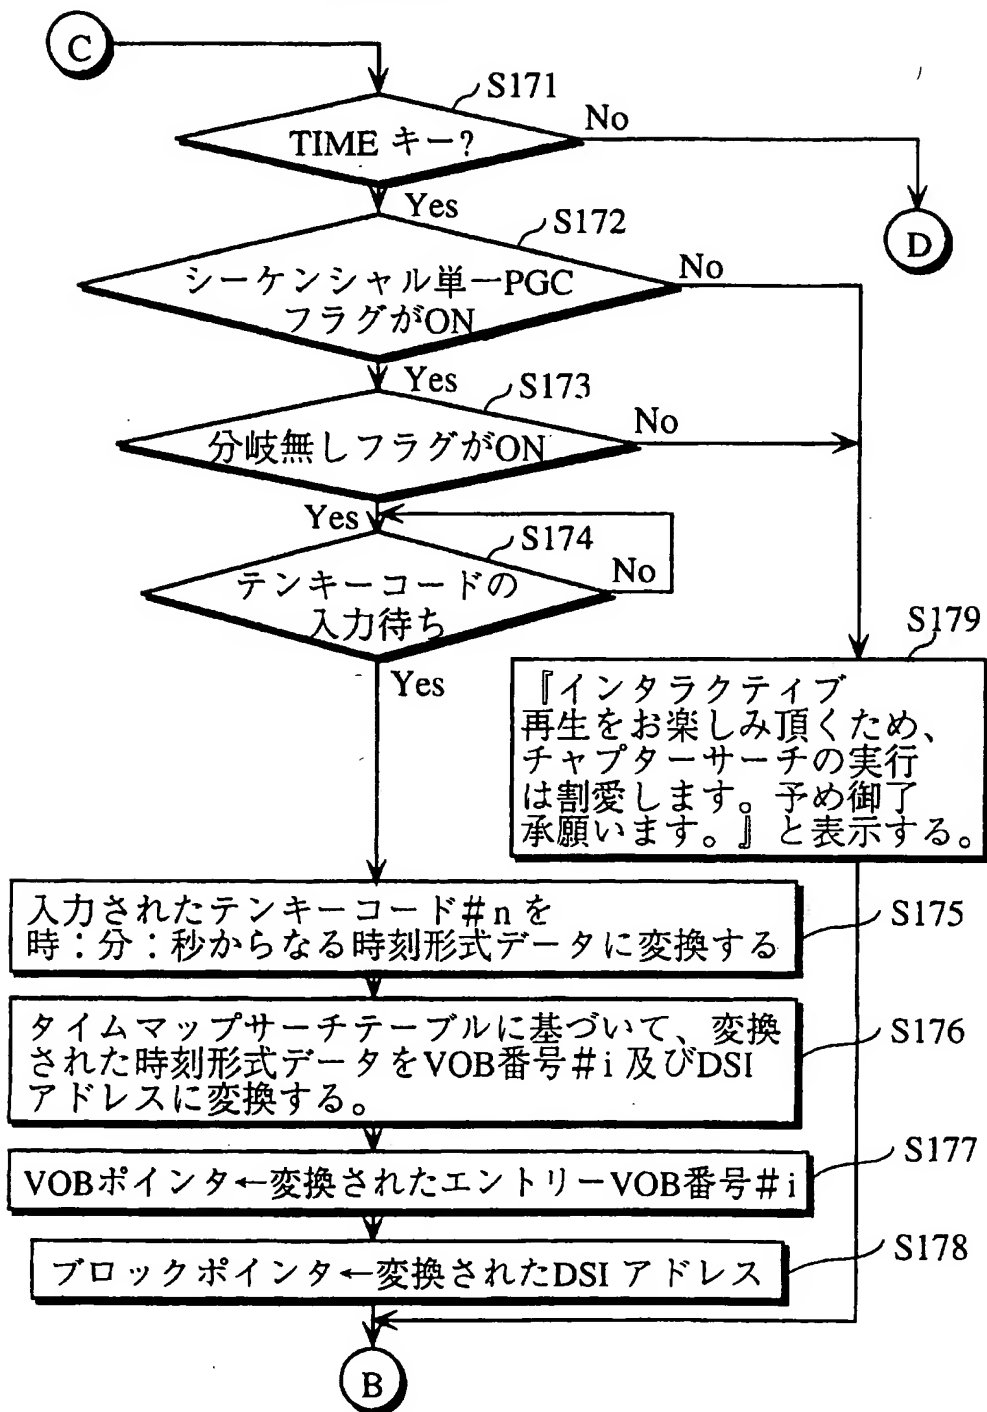 C
S171
TIME キー?
No
Yes
D
S172
シーケンシャル単一PGC
フラグがON
No
Yes
S173
分岐無しフラグがON
No
Yes
S174
テンキーコードの
入力待ち
No
Yes
S179
『インタラクティブ
再生をお楽しみ頂くため、
チャプターサーチの実行
は割愛します。予め御了
承願います。』と表示する。
入力されたテンキーコード#n を
時:分:秒からなる時刻形式データに変換する
S175
タイムマップサーチテーブルに基づいて、変換
された時刻形式データをVOB番号#i 及びDSI
アドレスに変換する。
S176
VOBポインタ←変換されたエントリーVOB番号#i
S177
ブロックポインタ←変換されたDSI アドレス
S178
B